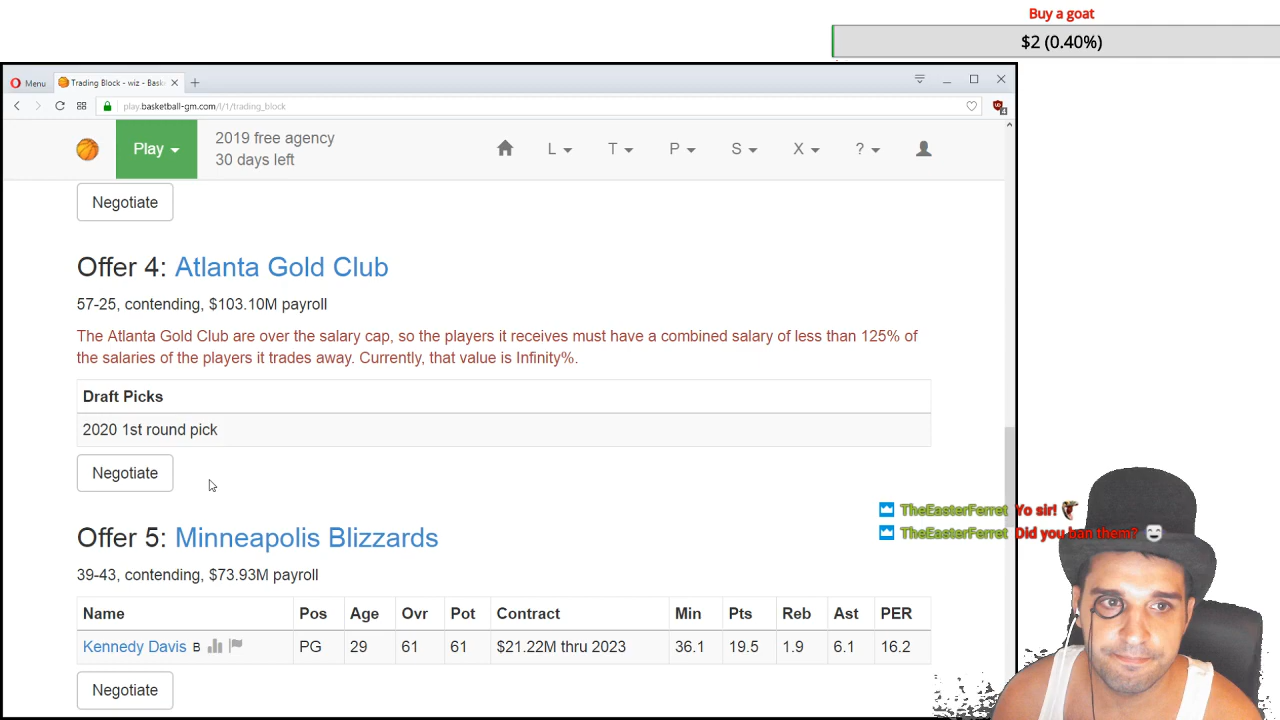 Buy a goat
$2 (0.40%)
Menu
Trading Block - wiz - Bask
play.basketball-gm.com/l/1/trading_block
Play
2019 free agency
30 days left
L
T
P
S
X
?
Negotiate
Offer 4: Atlanta Gold Club
57-25, contending, $103.10M payroll
The Atlanta Gold Club are over the salary cap, so the players it receives must have a combined salary of less than 125% of
the salaries of the players it trades away. Currently, that value is Infinity%.
Draft Picks
2020 1st round pick
Negotiate
TheEasterFerret Yo sir!
TheEasterFerret Did you ban them?
Offer 5: Minneapolis Blizzards
39-43, contending, $73.93M payroll
Name Pos Age Ovr Pot Contract Min Pts Reb Ast PER
Kennedy Davis B PG 29 61 61 $21.22M thru 2023 36.1 19.5 1.9 6.1 16.2
Negotiate